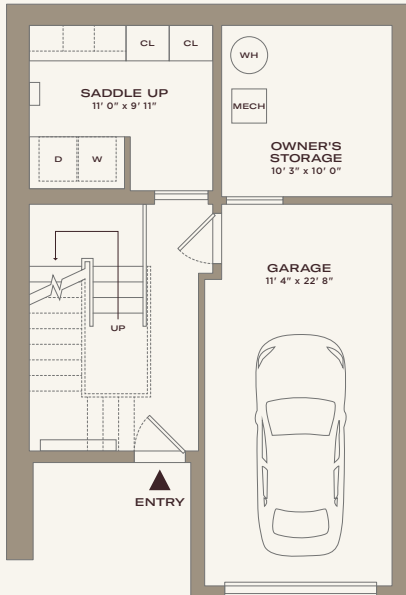 CL CL
WH
SADDLE UP
11' 0" x 9' 11"
MECH
D W
OWNER'S
STORAGE
10' 3" x 10' 0"
GARAGE
11' 4" x 22' 8"
UP
ENTRY